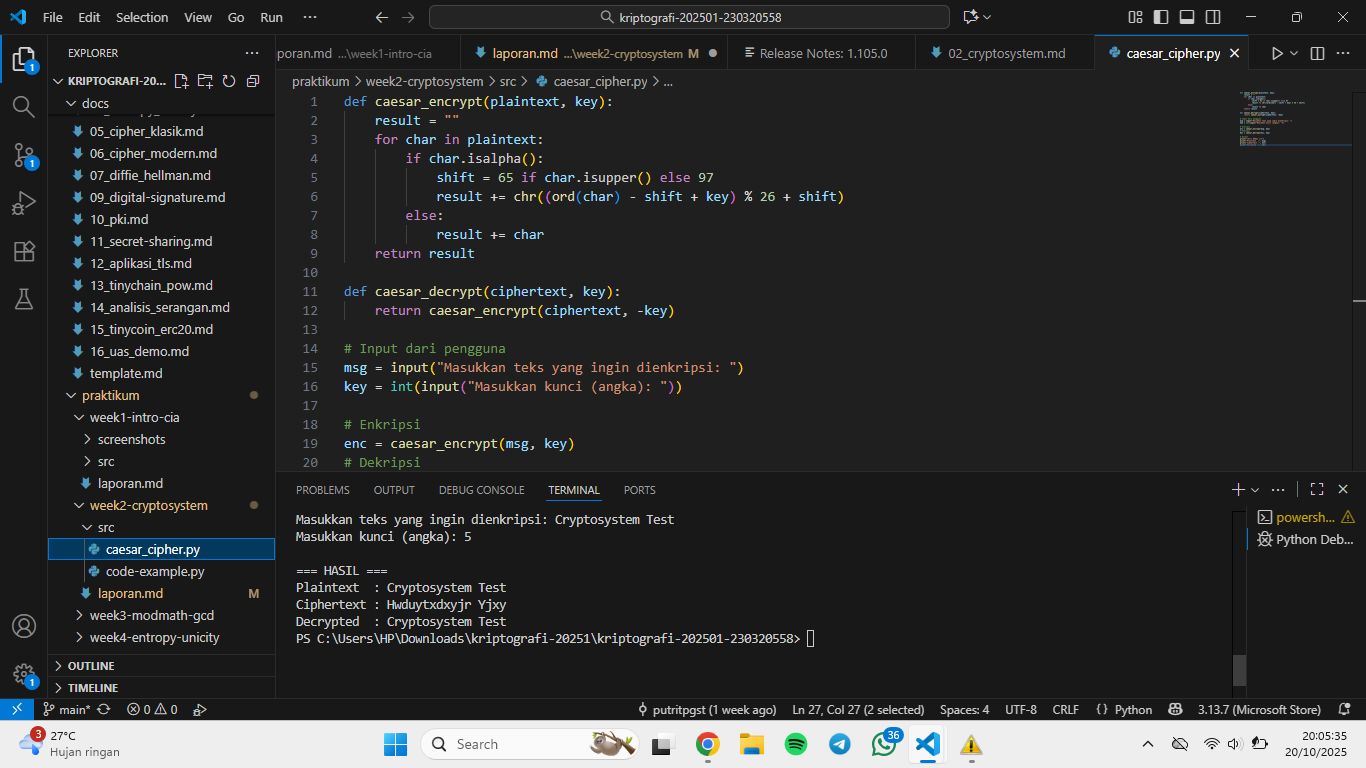 File Edit Selection View Go Run ···
kriptografi-202501-230320558
EXPLORER
KRIPTOGRAFI-20...
docs
05_cipher_klasik.md
06_cipher_modern.md
07_diffie_hellman.md
09_digital-signature.md
10_pki.md
11_secret-sharing.md
12_aplikasi_tls.md
13_tinychain_pow.md
14_analisis_serangan.md
15_tinycoin_erc20.md
16_uas_demo.md
template.md
praktikum
week1-intro-cia
screenshots
src
laporan.md
week2-cryptosystem
src
caesar_cipher.py
code-example.py
laporan.md M
week3-modmath-gcd
week4-entropy-unicity
OUTLINE
TIMELINE
1
1
1
poran.md ...\week1-intro-cia laporan.md ...\week2-cryptosystem M Release Notes: 1.105.0 02_cryptosystem.md caesar_cipher.py
praktikum > week2-cryptosystem > src > caesar_cipher.py > ...
1 def caesar_encrypt(plaintext, key):
2 result = ""
3 for char in plaintext:
4 if char.isalpha():
5 shift = 65 if char.isupper() else 97
6 result += chr((ord(char) - shift + key) % 26 + shift)
7 else:
8 result += char
9 return result
10
11 def caesar_decrypt(ciphertext, key):
12 return caesar_encrypt(ciphertext, -key)
13
14 # Input dari pengguna
15 msg = input("Masukkan teks yang ingin dienkripsi: ")
16 key = int(input("Masukkan kunci (angka): "))
17
18 # Enkripsi
19 enc = caesar_encrypt(msg, key)
20 # Dekripsi
PROBLEMS OUTPUT DEBUG CONSOLE TERMINAL PORTS
Masukkan teks yang ingin dienkripsi: Cryptosystem Test
Masukkan kunci (angka): 5
=== HASIL ===
Plaintext : Cryptosystem Test
Ciphertext : Hwduytxdxyjr Yjxy
Decrypted : Cryptosystem Test
PS C:\Users\HP\Downloads\kriptografi-20251\kriptografi-202501-230320558>
powersh...
Python Deb...
main* 0 0 putritpgst (1 week ago) Ln 27, Col 27 (2 selected) Spaces: 4 UTF-8 CRLF {} Python 3.13.7 (Microsoft Store)
3
27°C
Hujan ringan
Search
36
20:05:35
20/10/2025